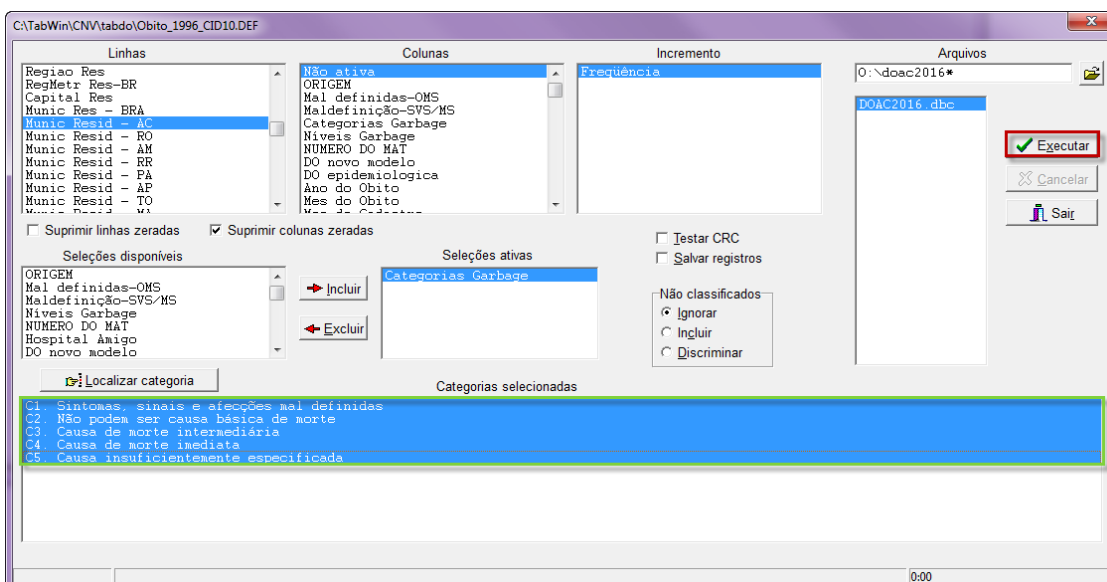 C:\TabWin\CNV\tabdo\Obito_1996_CID10.DEF
Linhas
Regiao Res
RegMetr Res-BR
Capital Res
Munic Res - BRA
Munic Resid - AC
Munic Resid - RO
Munic Resid - AM
Munic Resid - RR
Munic Resid - PA
Munic Resid - AP
Munic Resid - TO
Munic Resid - MA
Colunas
Não ativa
ORIGEM
Mal definidas-OMS
Maldefinição-SVS/MS
Categorias Garbage
Níveis Garbage
NUMERO DO MAT
DO novo modelo
DO epidemiologica
Ano do Obito
Mes do Obito
Mes do Cadastro
Incremento
Freqüência
Arquivos
O:\doac2016*
DOAC2016.dbc
Executar
Cancelar
Sair
Suprimir linhas zeradas
Suprimir colunas zeradas
Testar CRC
Salvar registros
Seleções disponíveis
ORIGEM
Mal definidas-OMS
Maldefinição-SVS/MS
Níveis Garbage
NUMERO DO MAT
Hospital Amigo
DO novo modelo
Incluir
Excluir
Seleções ativas
Categorias Garbage
Não classificados
Ignorar
Incluir
Discriminar
Localizar categoria
Categorias selecionadas
C1. Sintomas, sinais e afecções mal definidas
C2. Não podem ser causa básica de morte
C3. Causa de morte intermediária
C4. Causa de morte imediata
C5. Causa insuficientemente especificada
0:00